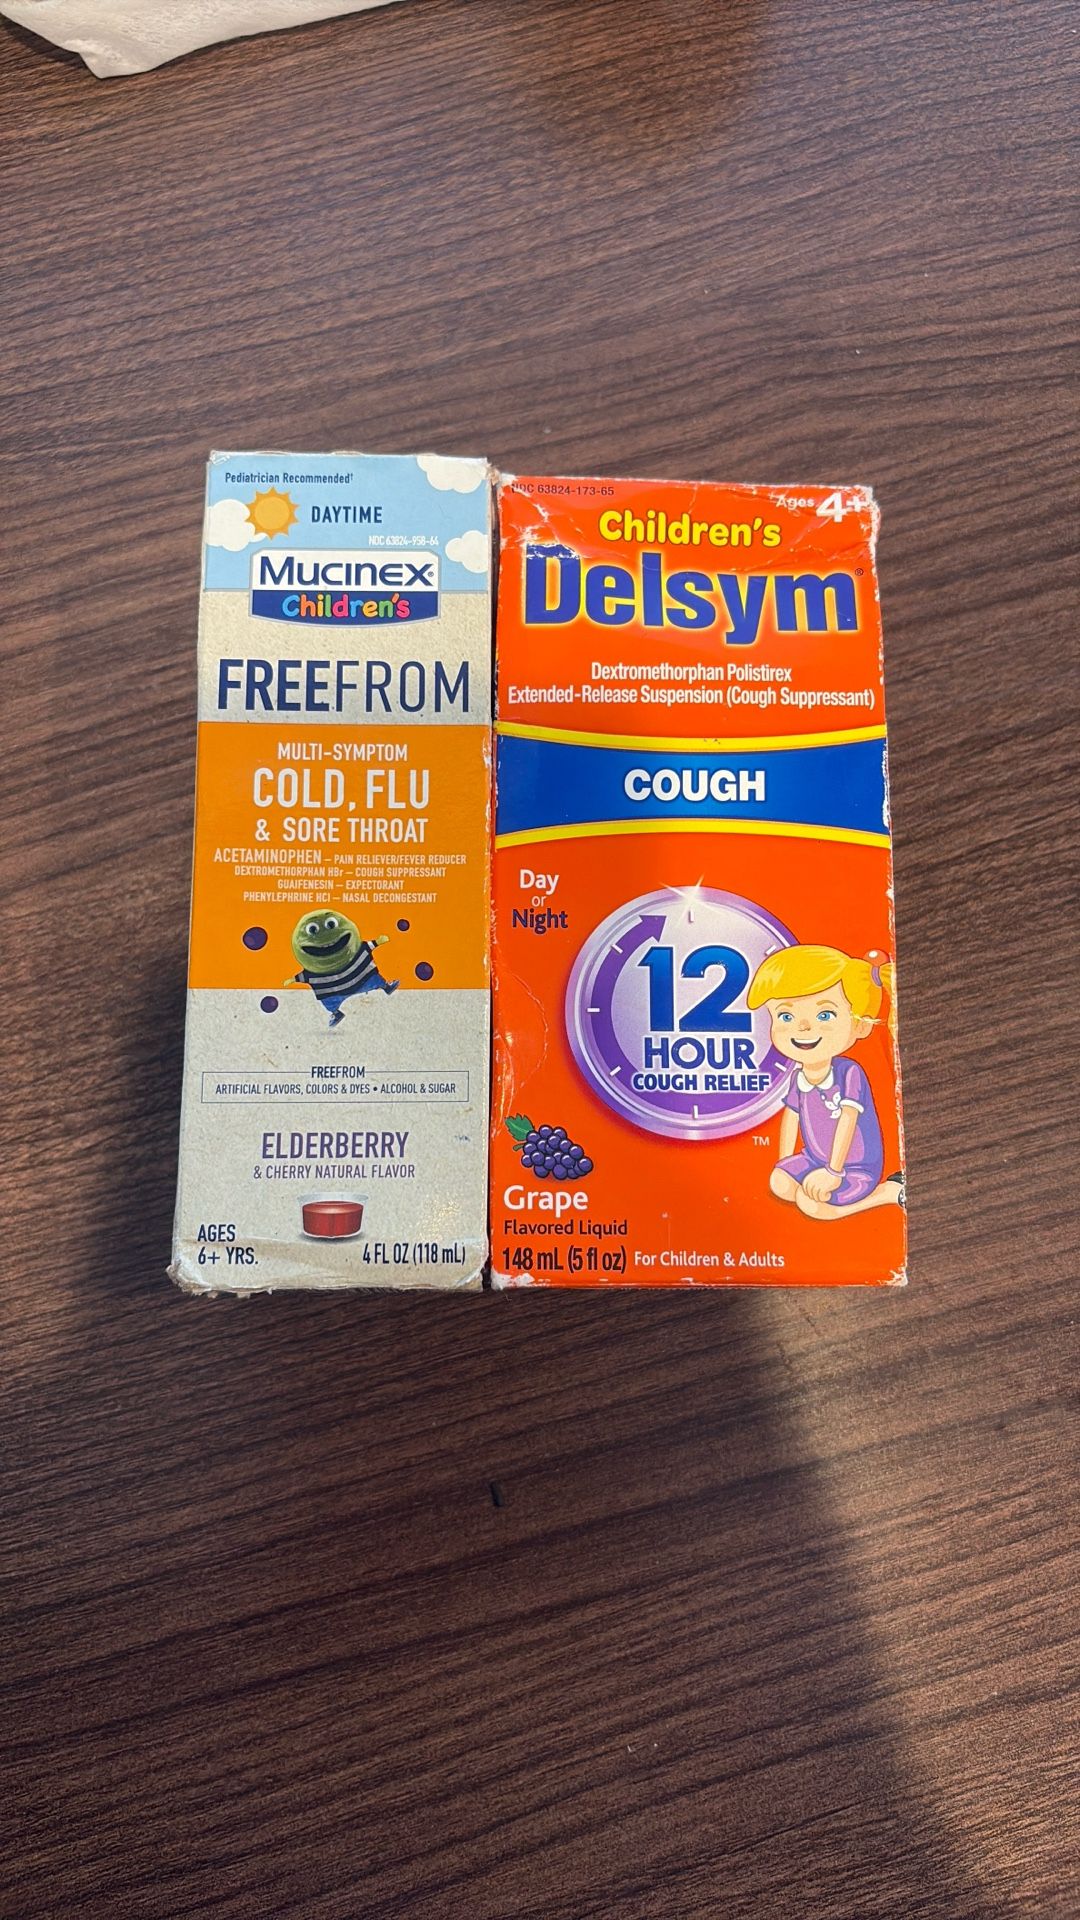 Pediatrician Recommended†
DAYTIME
NDC 63824-958-64
Mucinex®
Children's
FREEFROM
MULTI-SYMPTOM
COLD, FLU
& SORE THROAT
ACETAMINOPHEN – PAIN RELIEVER/FEVER REDUCER
DEXTROMETHORPHAN HBr – COUGH SUPPRESSANT
GUAIFENESIN – EXPECTORANT
PHENYLEPHRINE HCl – NASAL DECONGESTANT
FREEFROM
ARTIFICIAL FLAVORS, COLORS & DYES • ALCOHOL & SUGAR
ELDERBERRY
& CHERRY NATURAL FLAVOR
AGES
6+ YRS.
4 FL OZ (118 mL)
NDC 63824-173-65
Ages 4+
Children's
Delsym®
Dextromethorphan Polistirex
Extended-Release Suspension (Cough Suppressant)
COUGH
Day
or
Night
12
HOUR
COUGH RELIEF
TM
Grape
Flavored Liquid
148 mL (5 fl oz) For Children & Adults